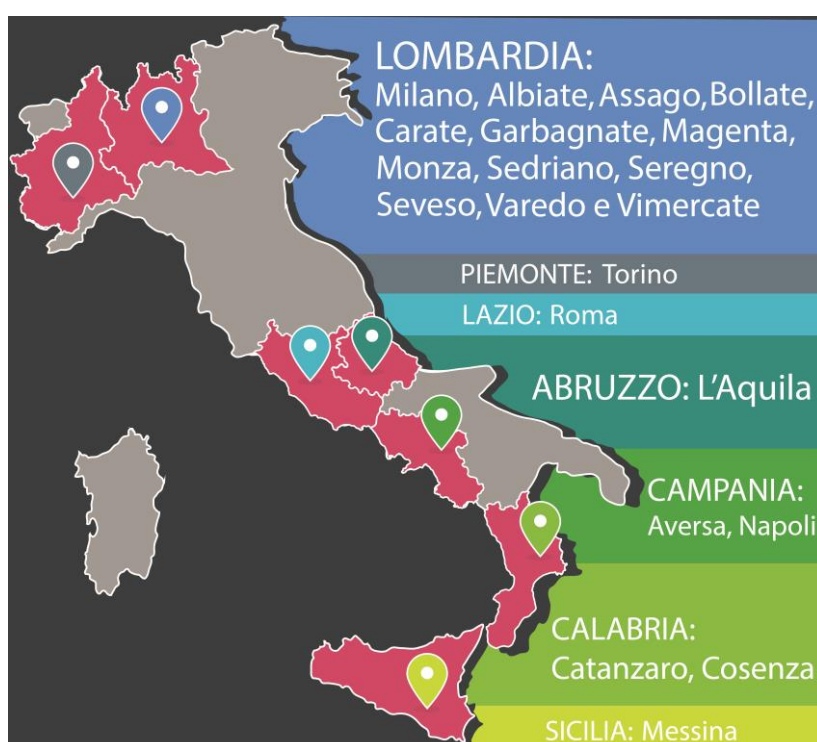 LOMBARDIA:
Milano, Albiate, Assago, Bollate,
Carate, Garbagnate, Magenta,
Monza, Sedriano, Seregno,
Seveso, Varedo e Vimercate
PIEMONTE: Torino
LAZIO: Roma
ABRUZZO: L'Aquila
CAMPANIA:
Aversa, Napoli
CALABRIA:
Catanzaro, Cosenza
SICILIA: Messina